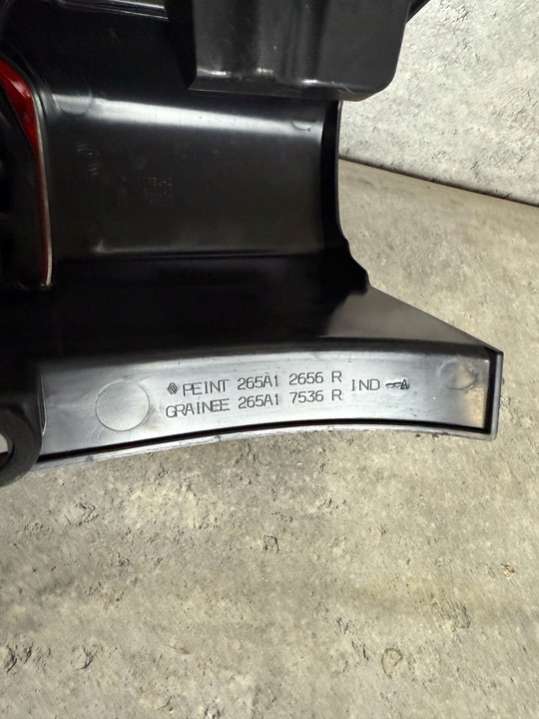 PEINT 265A1 2656 R IND -A
GRAINEE 265A1 7536 R